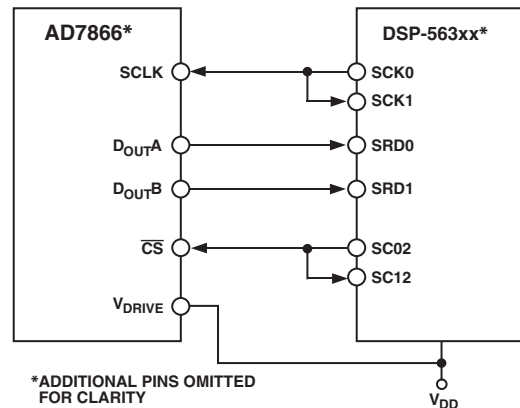 AD7866*
DSP-563xx*
SCLK
SCK0
SCK1
DOUTA
SRD0
DOUTB
SRD1
CS
SC02
SC12
VDRIVE
*ADDITIONAL PINS OMITTED
FOR CLARITY
VDD